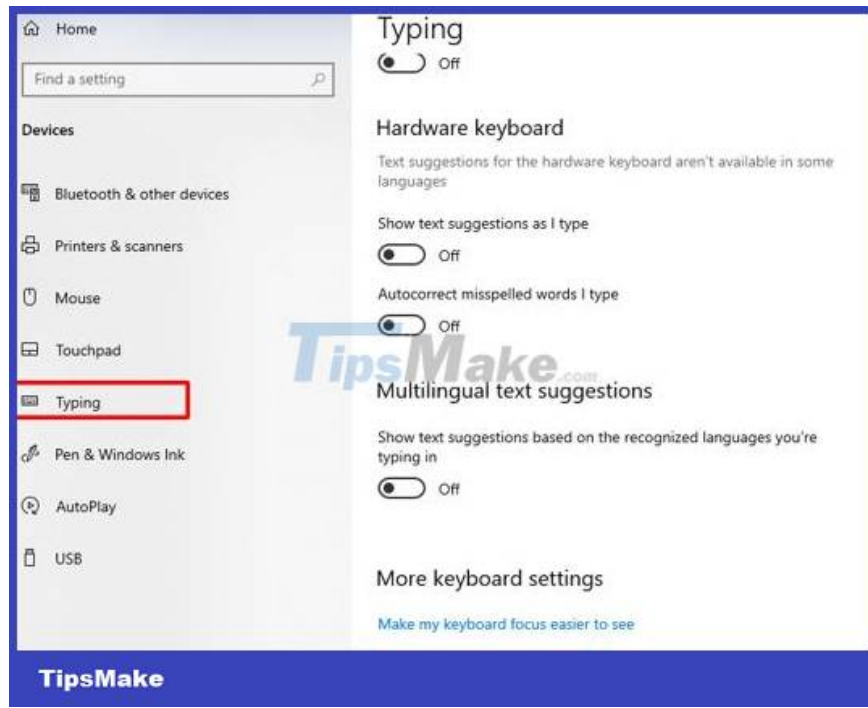 Home
Find a setting
Devices
Bluetooth & other devices
Printers & scanners
Mouse
Touchpad
Typing
Pen & Windows Ink
AutoPlay
USB
Typing
Off
Hardware keyboard
Text suggestions for the hardware keyboard aren't available in some
languages
Show text suggestions as I type
Off
Autocorrect misspelled words I type
Off
TipsMake.com
Multilingual text suggestions
Show text suggestions based on the recognized languages you're
typing in
Off
More keyboard settings
Make my keyboard focus easier to see
TipsMake